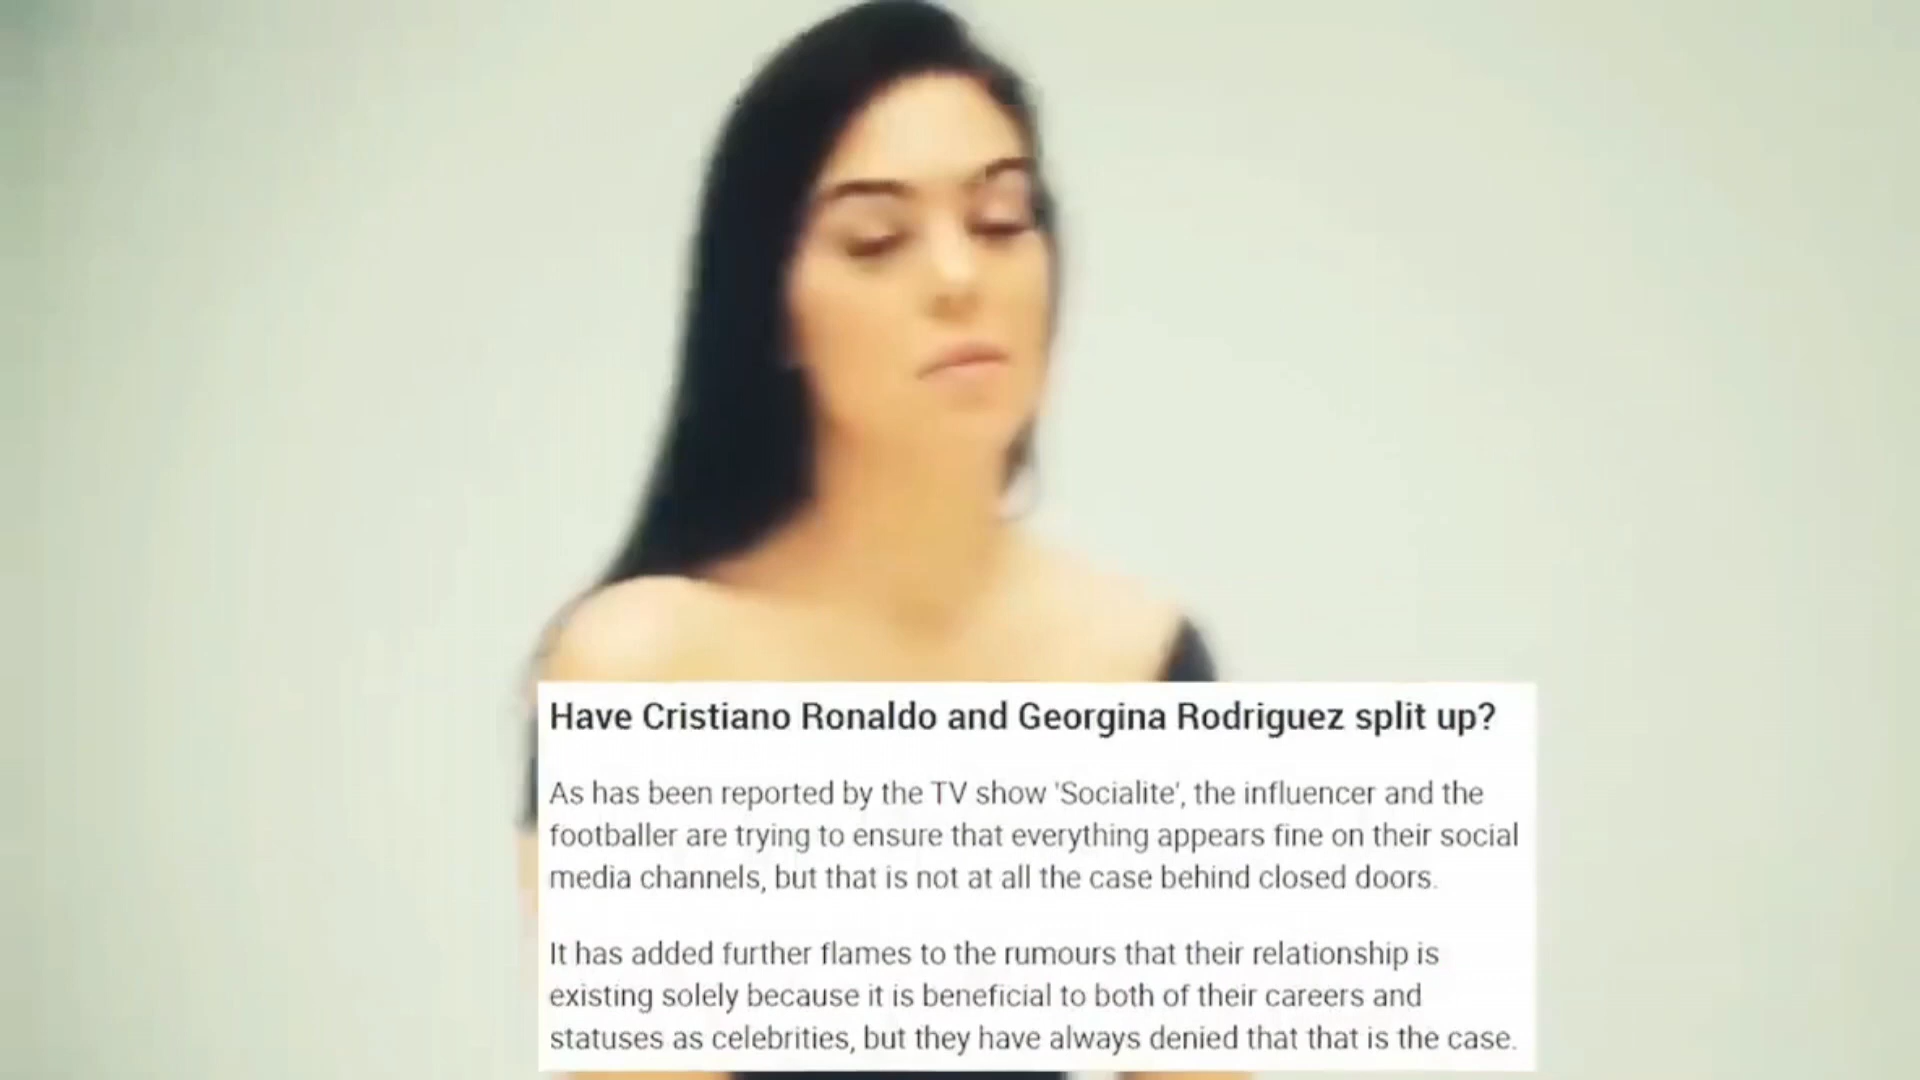 Have Cristiano Ronaldo and Georgina Rodriguez split up?
As has been reported by the TV show 'Socialite', the influencer and the
footballer are trying to ensure that everything appears fine on their social
media channels, but that is not at all the case behind closed doors.
It has added further flames to the rumours that their relationship is
existing solely because it is beneficial to both of their careers and
statuses as celebrities, but they have always denied that that is the case.